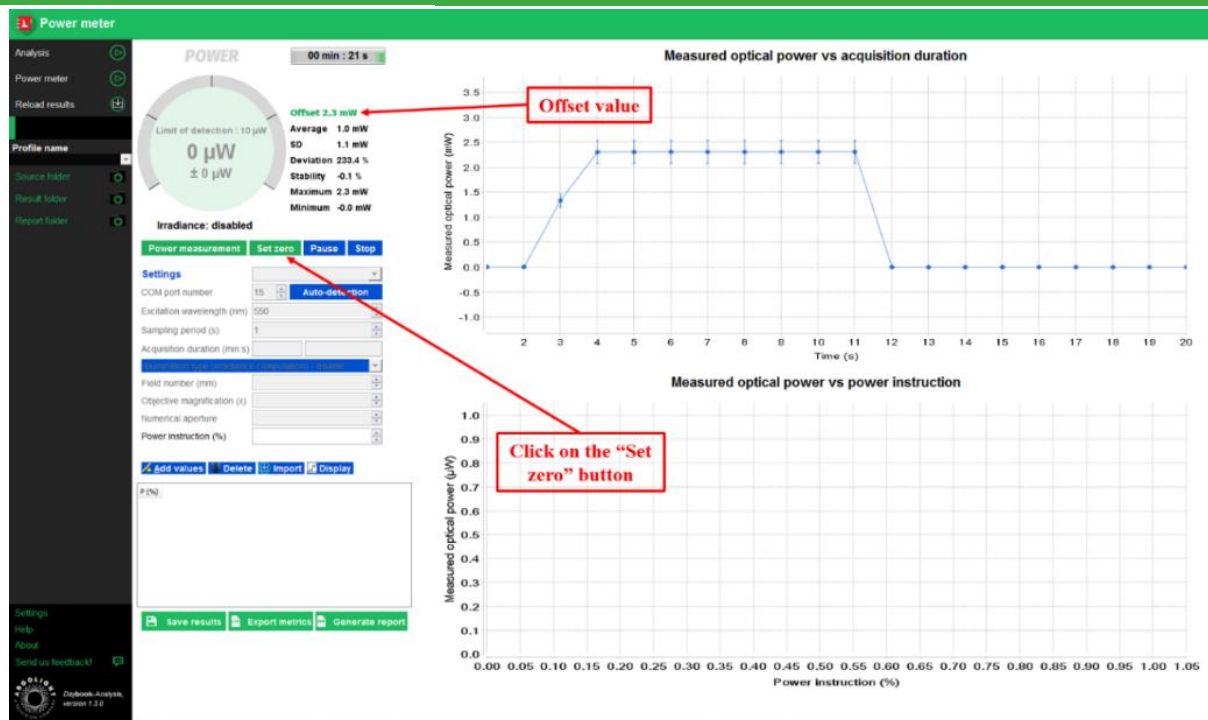 Power meter
Analysis
Power meter
Reload results
Profile name
Source folder
Result folder
Report folder
Settings
Help
About
Send us feedback!
ARGOLIGHT
Daybook-Analysis,
version 1.3.0
POWER
00 min : 21 s
Limit of detection : 10 µW
0 µW
± 0 µW
Offset 2.3 mW
Average 1.0 mW
SD 1.1 mW
Deviation 233.4 %
Stability -0.1 %
Maximum 2.3 mW
Minimum -0.0 mW
Irradiance: disabled
Power measurement Set zero Pause Stop
Settings
COM port number 15 Auto-detection
Excitation wavelength (nm) 550
Sampling period (s) 1
Acquisition duration (min:s)
Field number (mm)
Objective magnification (x)
Numerical aperture
Power instruction (%)
Add values Delete Import Display
P (%)
Save results Export metrics Generate report
Measured optical power vs acquisition duration
Offset value
Measured optical power (mW)
3.5
3.0
2.5
2.0
1.5
1.0
0.5
0.0
-0.5
-1.0
2 3 4 5 6 7 8 9 10 11 12 13 14 15 16 17 18 19 20
Time (s)
Measured optical power vs power instruction
Click on the “Set
zero” button
Measured optical power (µW)
1.0
0.9
0.8
0.7
0.6
0.5
0.4
0.3
0.2
0.1
0.0
0.00 0.05 0.10 0.15 0.20 0.25 0.30 0.35 0.40 0.45 0.50 0.55 0.60 0.65 0.70 0.75 0.80 0.85 0.90 0.95 1.00 1.05
Power instruction (%)